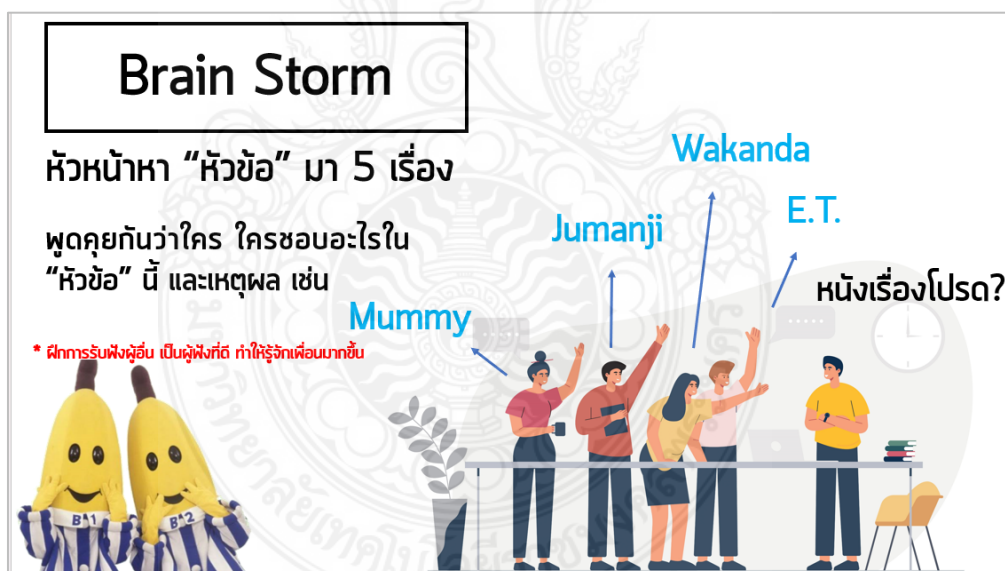 Brain Storm
หัวหน้าหา “หัวข้อ” มา 5 เรื่อง
พูดคุยกันว่าใคร ใครชอบอะไรใน
“หัวข้อ” นี้ และเหตุผล เช่น
* ฝึกการรับฟังผู้อื่น เป็นผู้ฟังที่ดี ทำให้รู้จักเพื่อนมากขึ้น
Mummy
Jumanji
Wakanda
E.T.
หนังเรื่องโปรด?
B 1
B 2